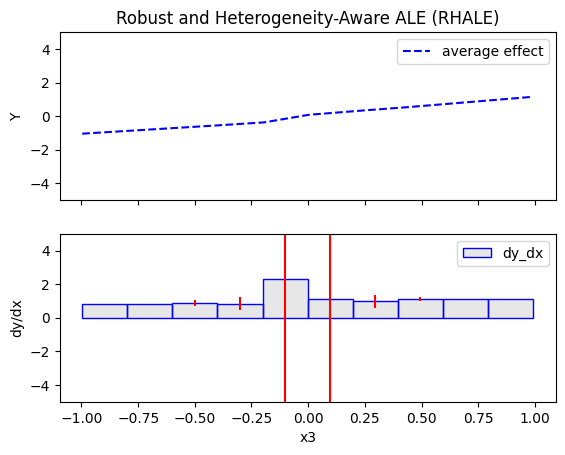 Robust and Heterogeneity-Aware ALE (RHALE)
4
2
0
−2
−4
Y
average effect
4
2
0
−2
−4
dy/dx
dy_dx
−1.00 −0.75 −0.50 −0.25 0.00 0.25 0.50 0.75 1.00
x3